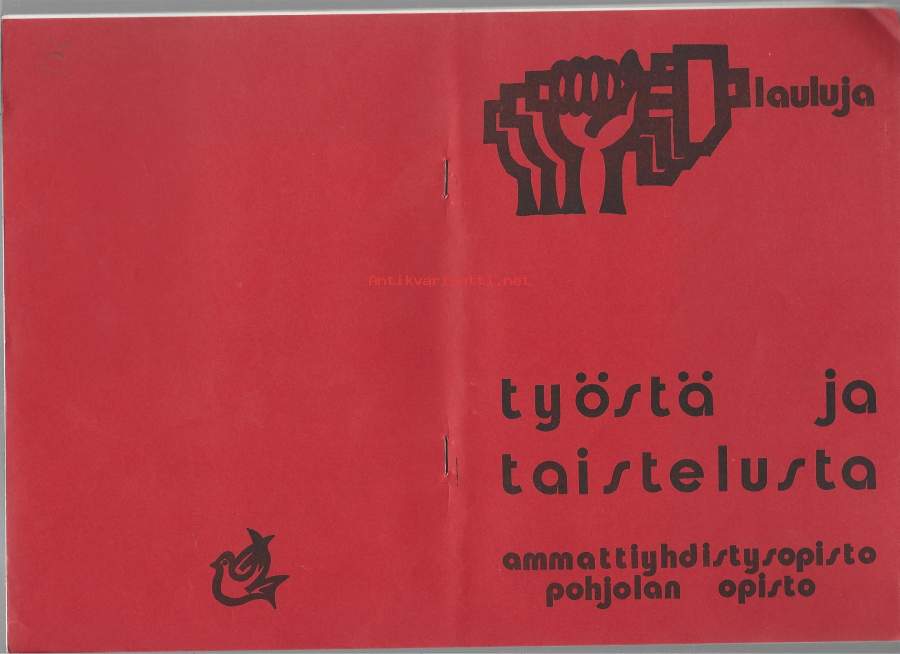 lauluja
Antikvariaatti.net
työstä ja
taistelusta
ammattiyhdistysopisto
pohjolan opisto